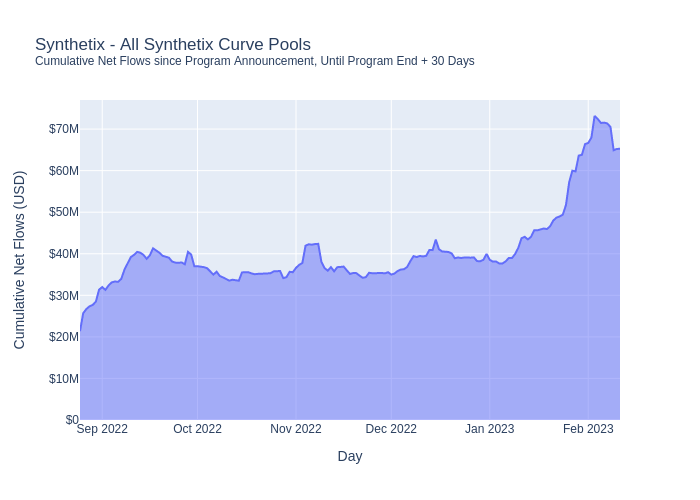 Synthetix - All Synthetix Curve Pools
Cumulative Net Flows since Program Announcement, Until Program End + 30 Days
Cumulative Net Flows (USD)
$70M
$60M
$50M
$40M
$30M
$20M
$10M
$0
Sep 2022
Oct 2022
Nov 2022
Dec 2022
Jan 2023
Feb 2023
Day